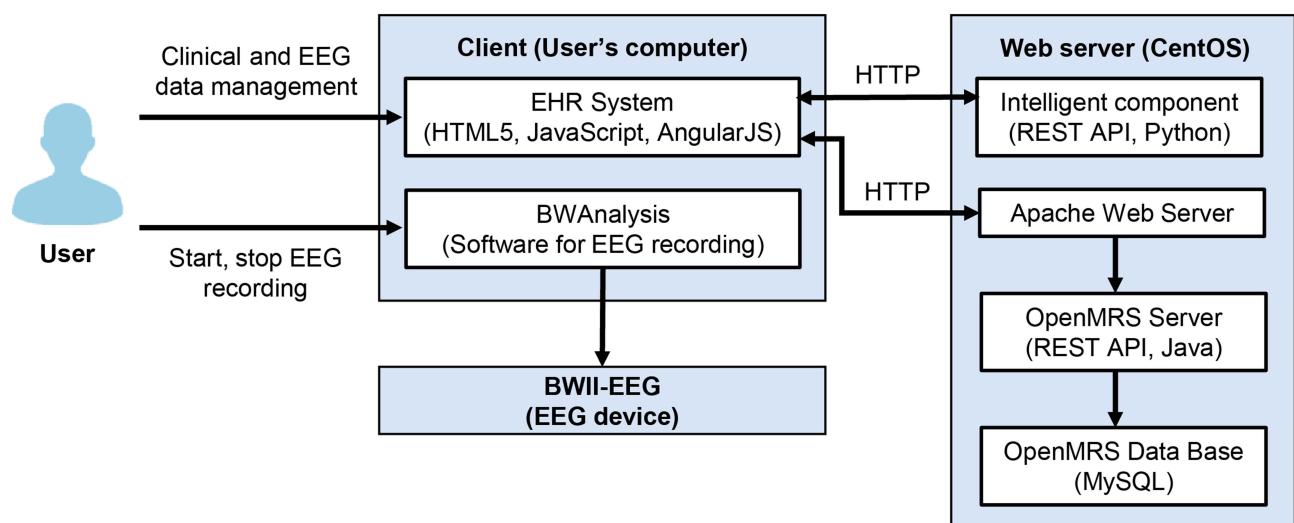 Clinical and EEG
data management
User
Start, stop EEG
recording
Client (User's computer)
EHR System
(HTML5, JavaScript, AngularJS)
BWAnalysis
(Software for EEG recording)
BWII-EEG
(EEG device)
HTTP
HTTP
Web server (CentOS)
Intelligent component
(REST API, Python)
Apache Web Server
OpenMRS Server
(REST API, Java)
OpenMRS Data Base
(MySQL)